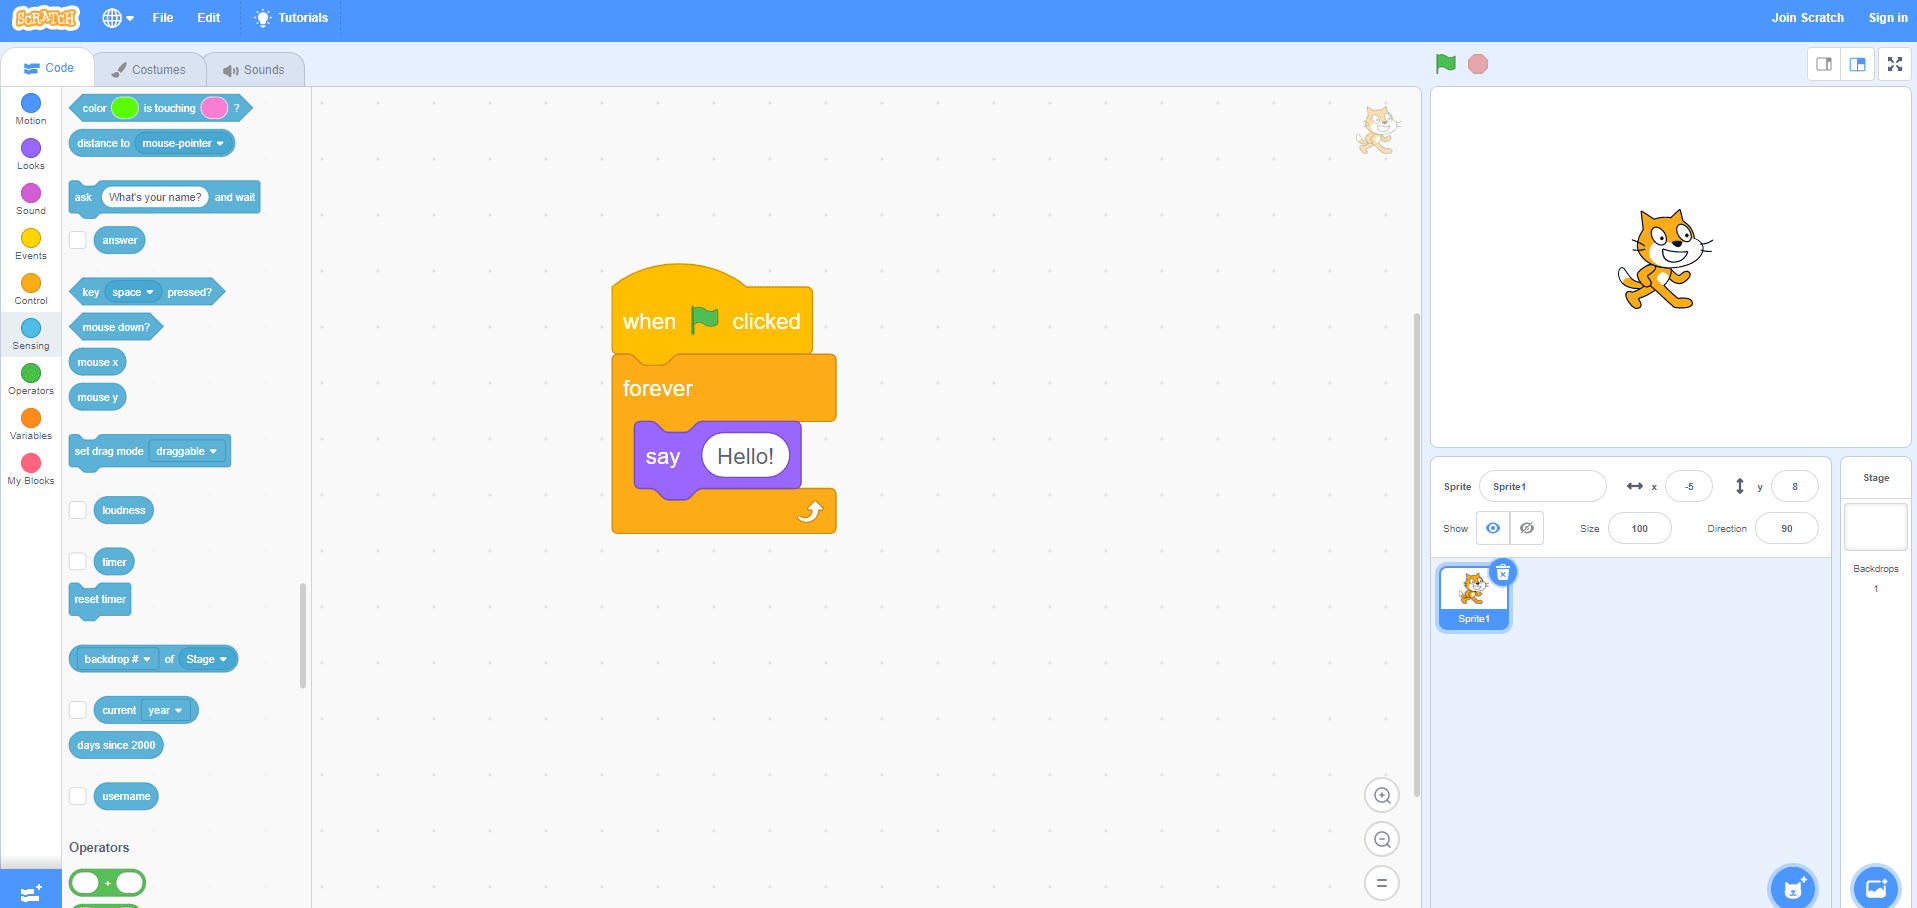 SCRATCH File Edit Tutorials Join Scratch Sign in
Code Costumes Sounds
Motion
Looks
Sound
Events
Control
Sensing
Operators
Variables
My Blocks
color is touching ?
distance to mouse-pointer
ask What's your name? and wait
answer
key space pressed?
mouse down?
mouse x
mouse y
set drag mode draggable
loudness
timer
reset timer
backdrop # of Stage
current year
days since 2000
username
Operators
+
when clicked
forever
say Hello!
=
Sprite Sprite1 x -5 y 8
Show Size 100 Direction 90
Sprite1
Stage
Backdrops
1